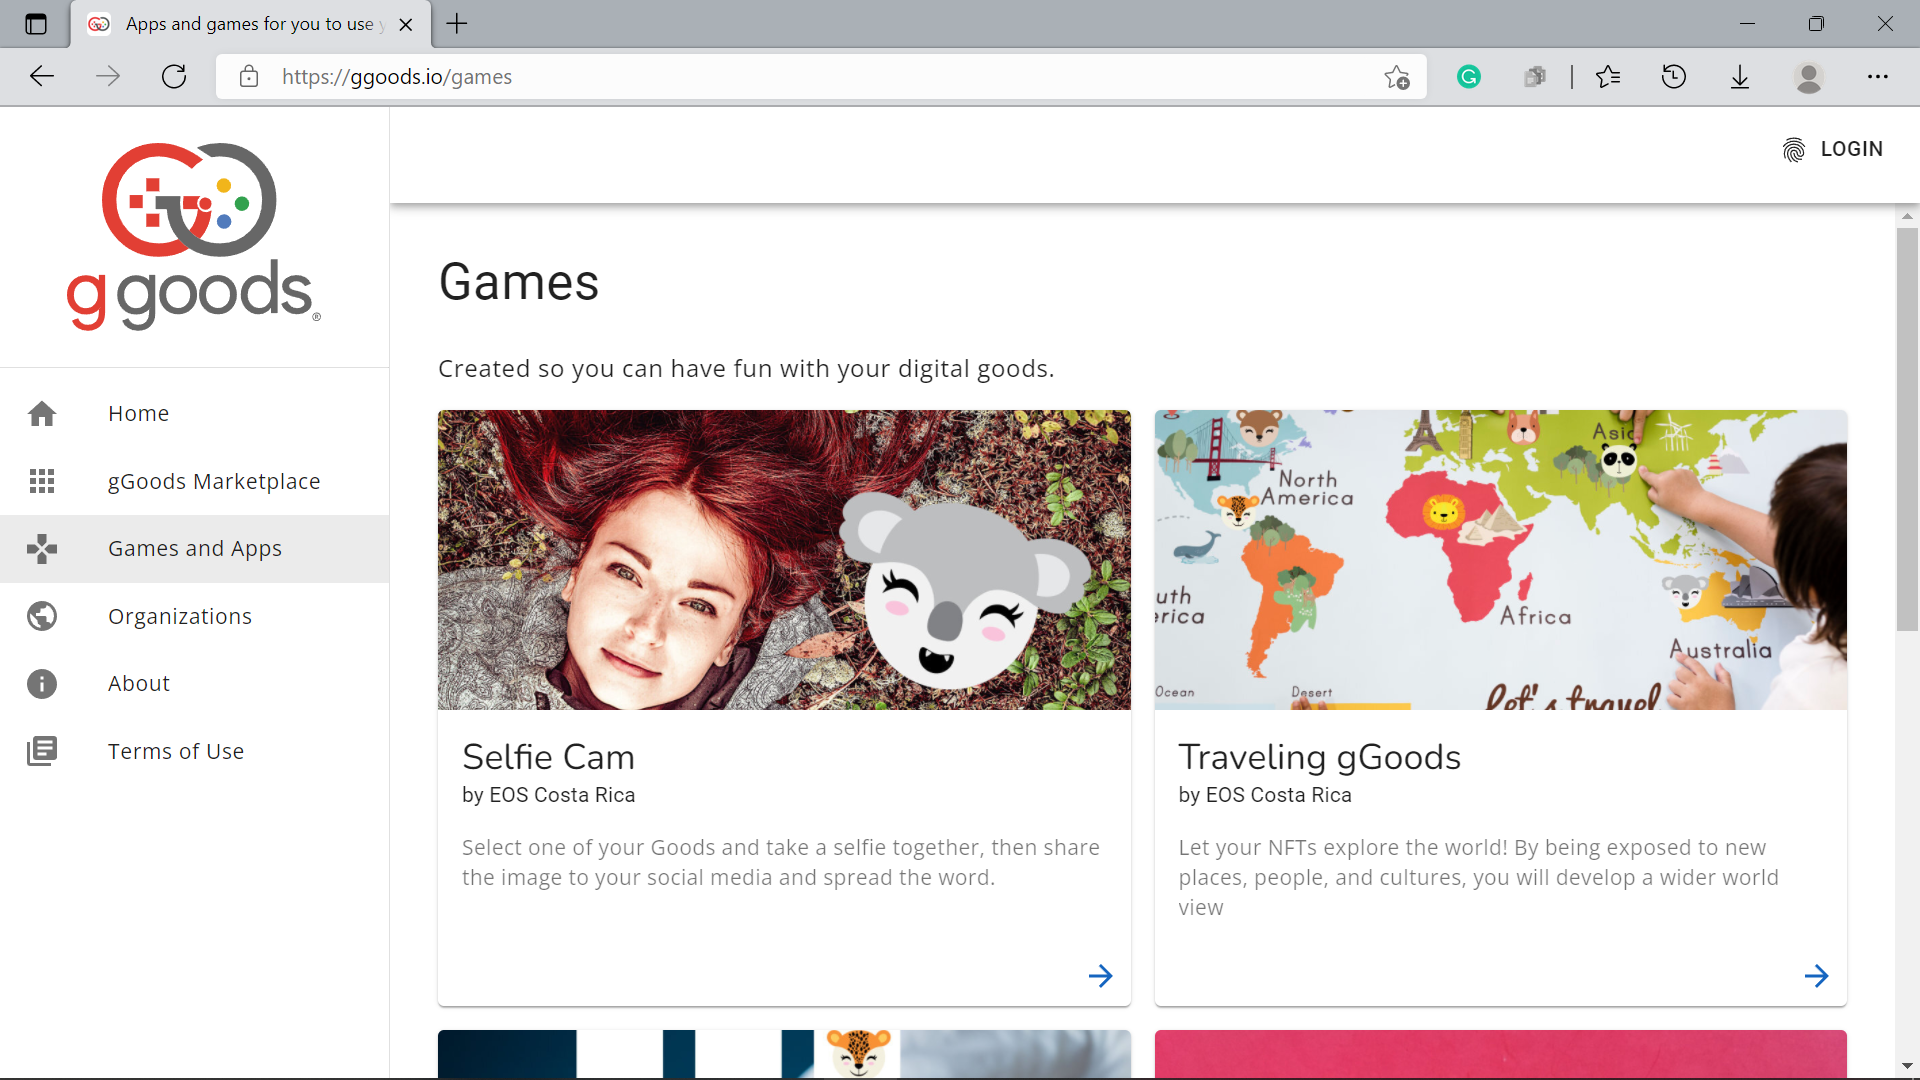 Apps and games for you to use
https://ggoods.io/games
LOGIN
g goods®
Home
gGoods Marketplace
Games and Apps
Organizations
About
Terms of Use
Games
Created so you can have fun with your digital goods.
North
America
Asia
uth
erica
Africa
Australia
Ocean
Desert
let's travel
Selfie Cam
by EOS Costa Rica
Select one of your Goods and take a selfie together, then share
the image to your social media and spread the word.
Traveling gGoods
by EOS Costa Rica
Let your NFTs explore the world! By being exposed to new
places, people, and cultures, you will develop a wider world
view